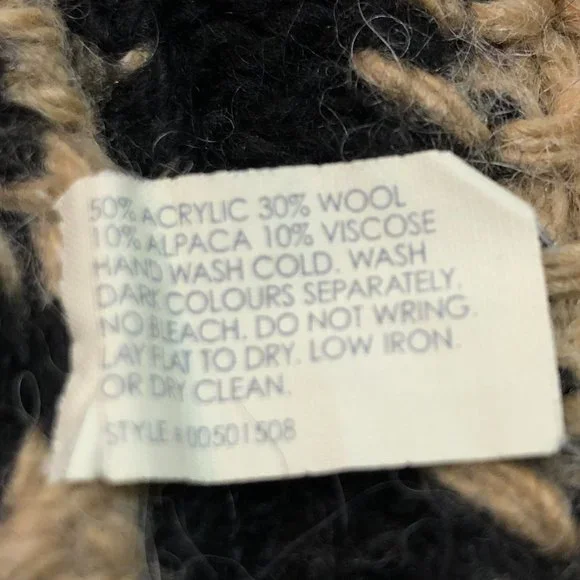 50% ACRYLIC 30% WOOL
10% ALPACA 10% VISCOSE
HAND WASH COLD. WASH
DARK COLOURS SEPARATELY.
NO BLEACH. DO NOT WRING.
LAY FLAT TO DRY. LOW IRON.
OR DRY CLEAN.
STYLE # 00501508